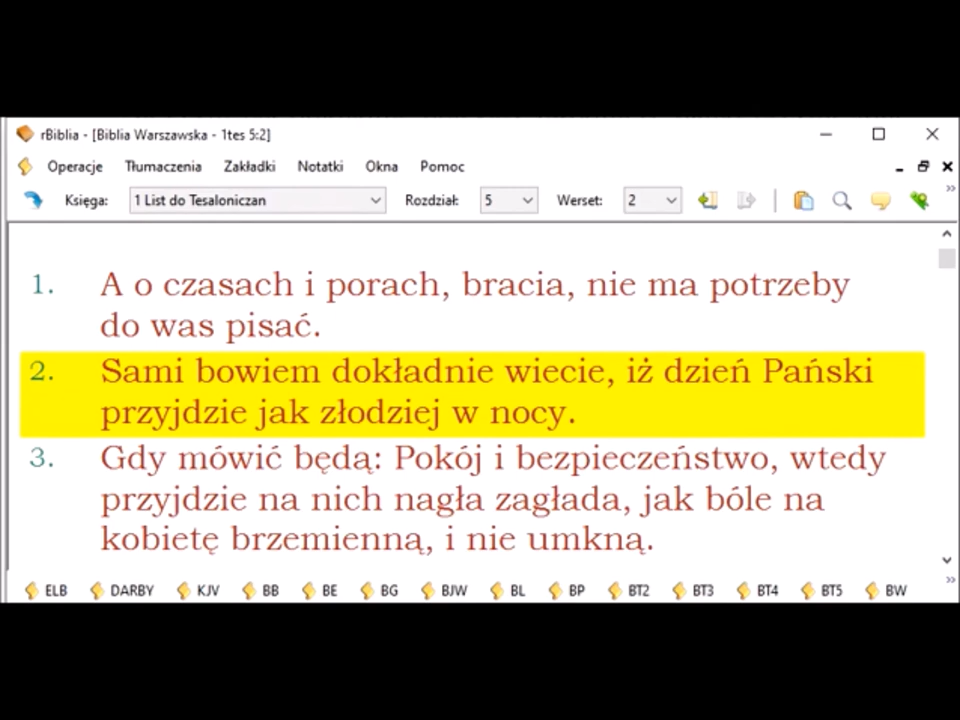 rBiblia - [Biblia Warszawska - 1tes 5:2]
Operacje Tłumaczenia Zakładki Notatki Okna Pomoc
Księga: 1 List do Tesaloniczan Rozdział: 5 Werset: 2
1. A o czasach i porach, bracia, nie ma potrzeby
do was pisać.
2. Sami bowiem dokładnie wiecie, iż dzień Pański
przyjdzie jak złodziej w nocy.
3. Gdy mówić będą: Pokój i bezpieczeństwo, wtedy
przyjdzie na nich nagła zagłada, jak bóle na
kobietę brzemienną, i nie umkną.
ELB DARBY KJV BB BE BG BJW BL BP BT2 BT3 BT4 BT5 BW